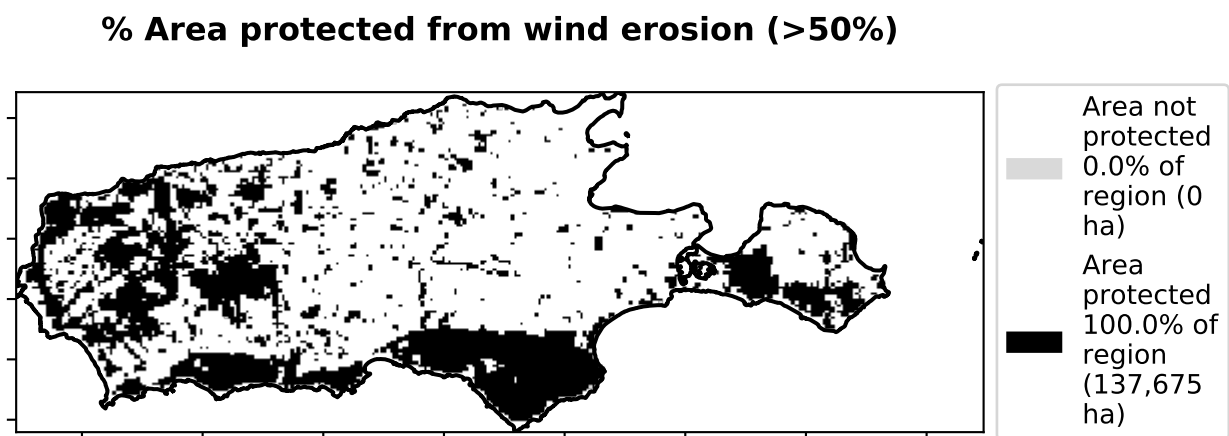 % Area protected from wind erosion (>50%)
Area not
protected
0.0% of
region (0
ha)
Area
protected
100.0% of
region
(137,675
ha)